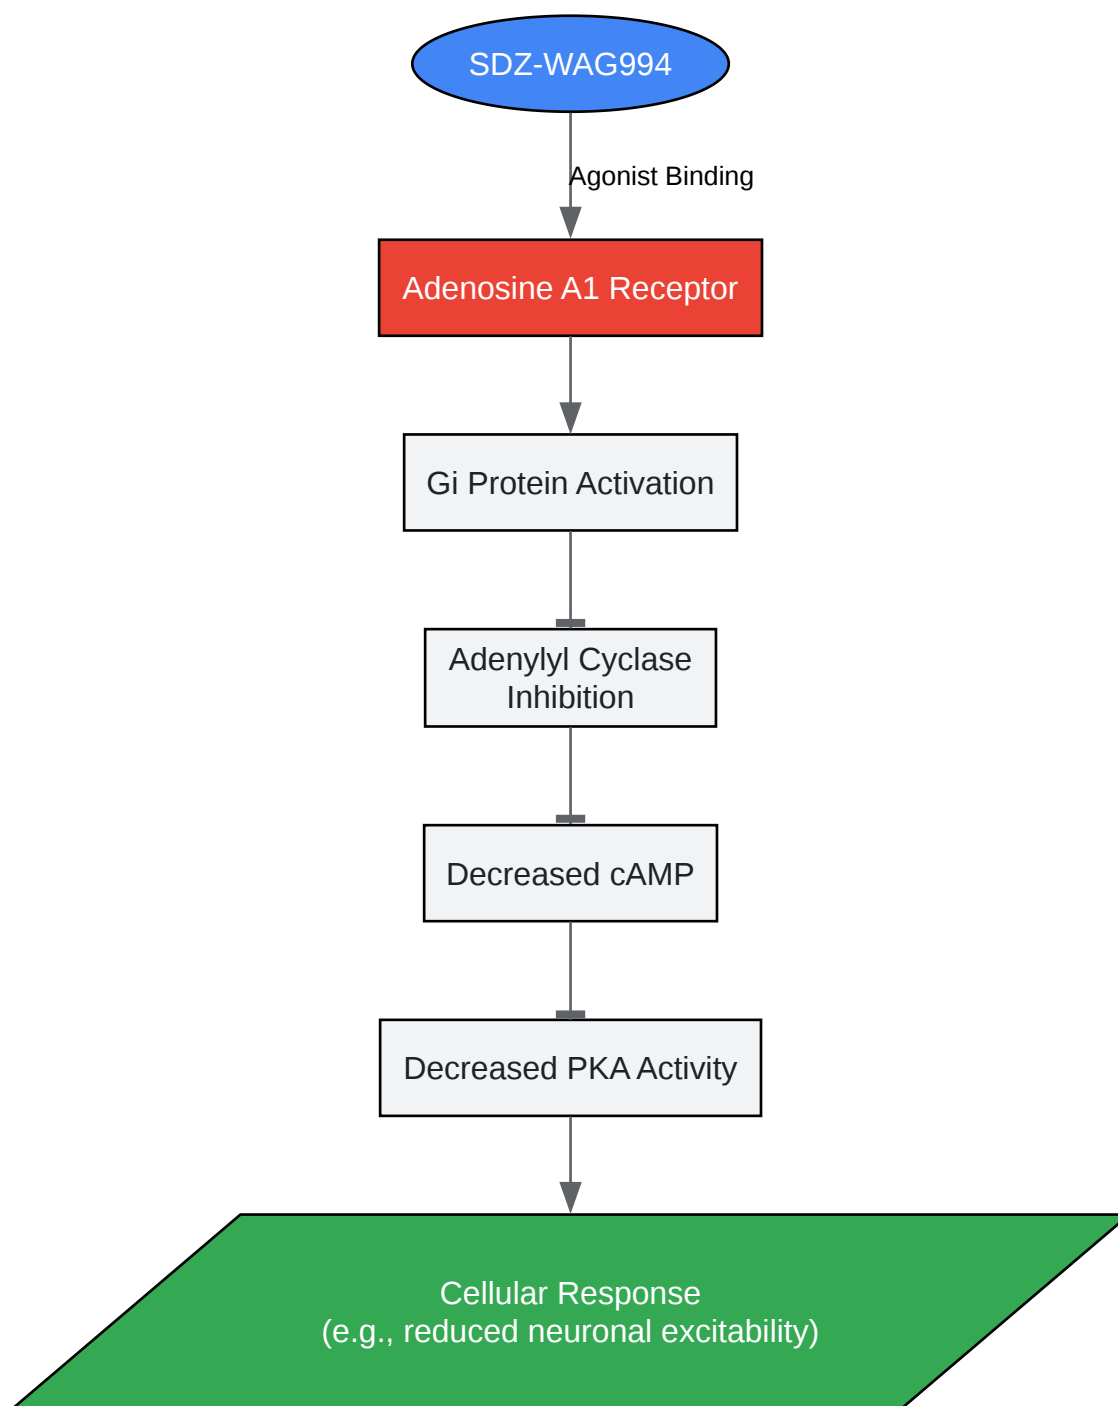 SDZ-WAG994
Agonist Binding
Adenosine A1 Receptor
Gi Protein Activation
Adenylyl Cyclase
Inhibition
Decreased cAMP
Decreased PKA Activity
Cellular Response
(e.g., reduced neuronal excitability)